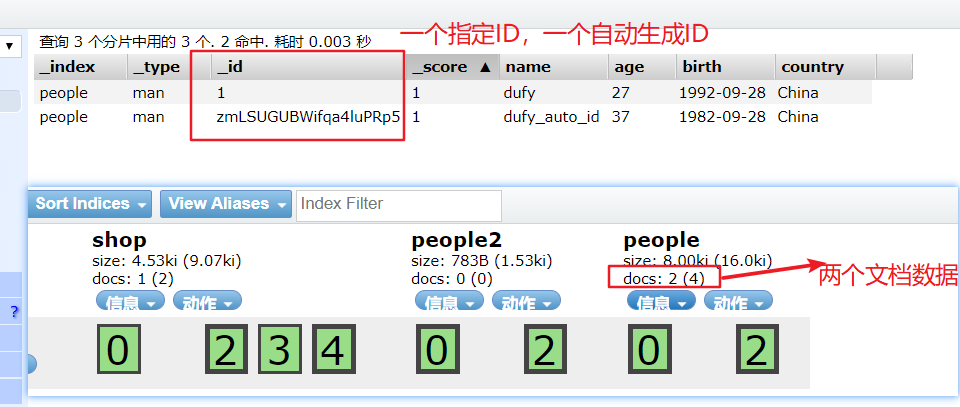 查询 3 个分片中用的 3 个. 2 命中. 耗时 0.003 秒
一个指定ID，一个自动生成ID
_index _type _id _score ▲ name age birth country
people man 1 1 dufy 27 1992-09-28 China
people man zmLSUGUBWifqa4luPRp5 1 dufy_auto_id 37 1982-09-28 China
Sort Indices View Aliases Index Filter
shop people2 people
size: 4.53ki (9.07ki) size: 783B (1.53ki) size: 8.00ki (16.0ki)
docs: 1 (2) docs: 0 (0) docs: 2 (4) 两个文档数据
信息 动作 信息 动作 信息 动作
?
0 2 3 4 0 2 0 2